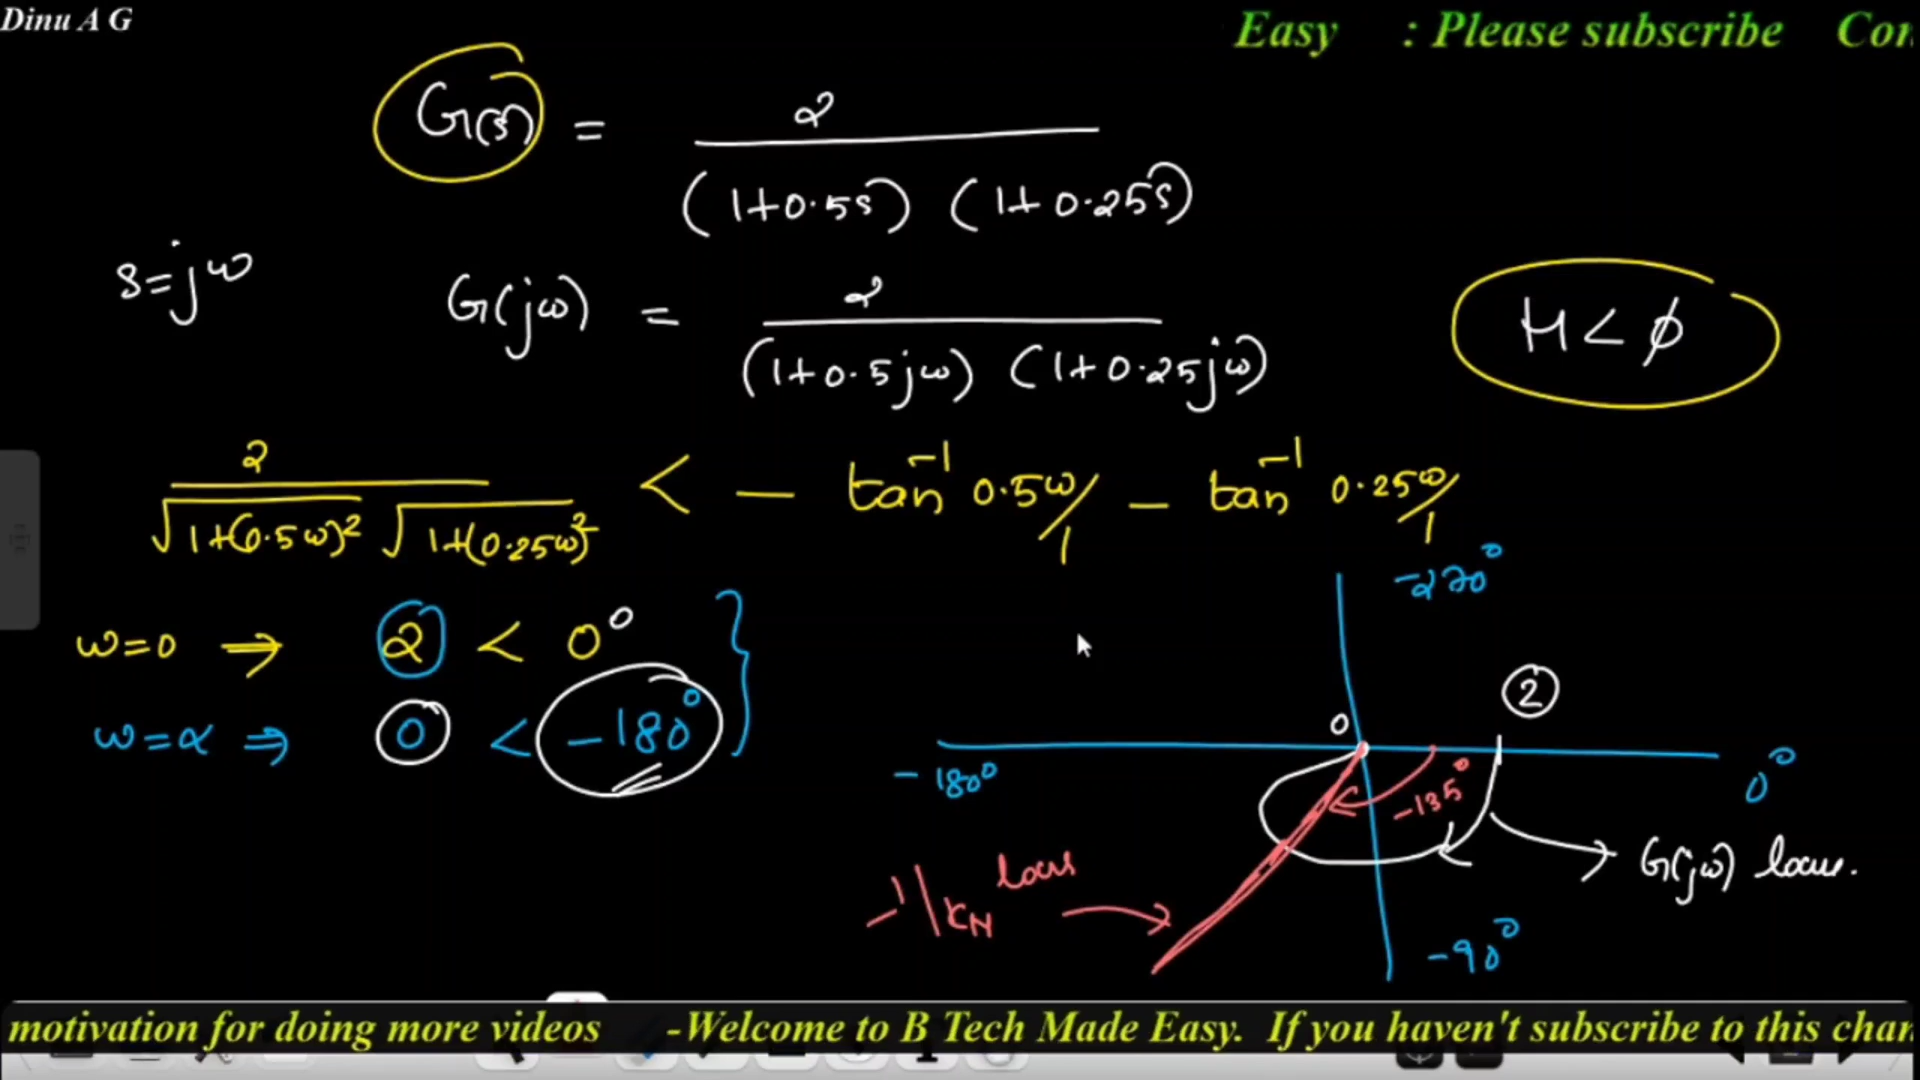 Dinu A G
Easy : Please subscribe Con
G(s) = 2 / (1+0.5s) (1+0.25s)
s=jω
G(jω) = 2 / (1+0.5jω) (1+0.25jω)
M < φ
2 / √1+(0.5ω)² √1+(0.25ω)² < − tan⁻¹ 0.5ω/1 − tan⁻¹ 0.25ω/1
ω=0 ⇒ 2 < 0°
ω=α ⇒ 0 < −180°
−270°
2
0
−180°
−135°
0°
G(jω) locus.
−1/KN locus
−90°
motivation for doing more videos -Welcome to B Tech Made Easy. If you haven't subscribe to this chan